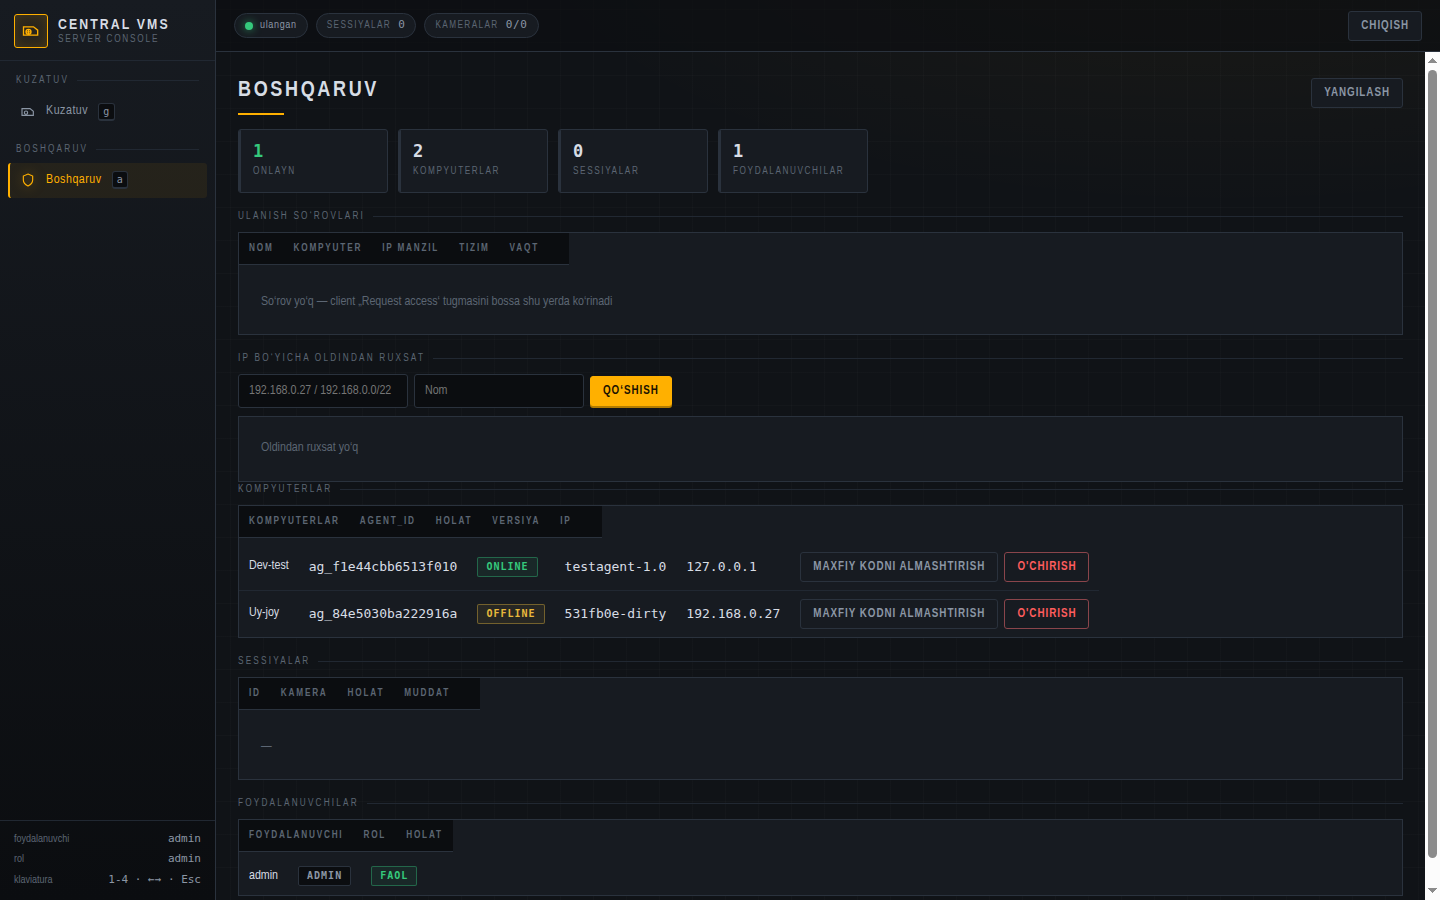 CENTRAL VMS
SERVER CONSOLE
ulangan
SESSIYALAR 0
KAMERALAR 0/0
CHIQISH
KUZATUV
Kuzatuv g
BOSHQARUV
Boshqaruv a
BOSHQARUV
YANGILASH
1
ONLAYN
2
KOMPYUTERLAR
0
SESSIYALAR
1
FOYDALANUVCHILAR
ULANISH SO'ROVLARI
NOM KOMPYUTER IP MANZIL TIZIM VAQT
So'rov yo'q — client „Request access' tugmasini bossa shu yerda ko'rinadi
IP BO'YICHA OLDINDAN RUXSAT
192.168.0.27 / 192.168.0.0/22
Nom
QO'SHISH
Oldindan ruxsat yo'q
KOMPYUTERLAR
KOMPYUTERLAR AGENT_ID HOLAT VERSIYA IP
Dev-test ag_f1e44cbb6513f010 ONLINE testagent-1.0 127.0.0.1 MAXFIY KODNI ALMASHTIRISH O'CHIRISH
Uy-joy ag_84e5030ba222916a OFFLINE 531fb0e-dirty 192.168.0.27 MAXFIY KODNI ALMASHTIRISH O'CHIRISH
SESSIYALAR
ID KAMERA HOLAT MUDDAT
—
FOYDALANUVCHILAR
FOYDALANUVCHI ROL HOLAT
admin ADMIN FAOL
foydalanuvchi admin
rol admin
klaviatura 1-4 · ←→ · Esc